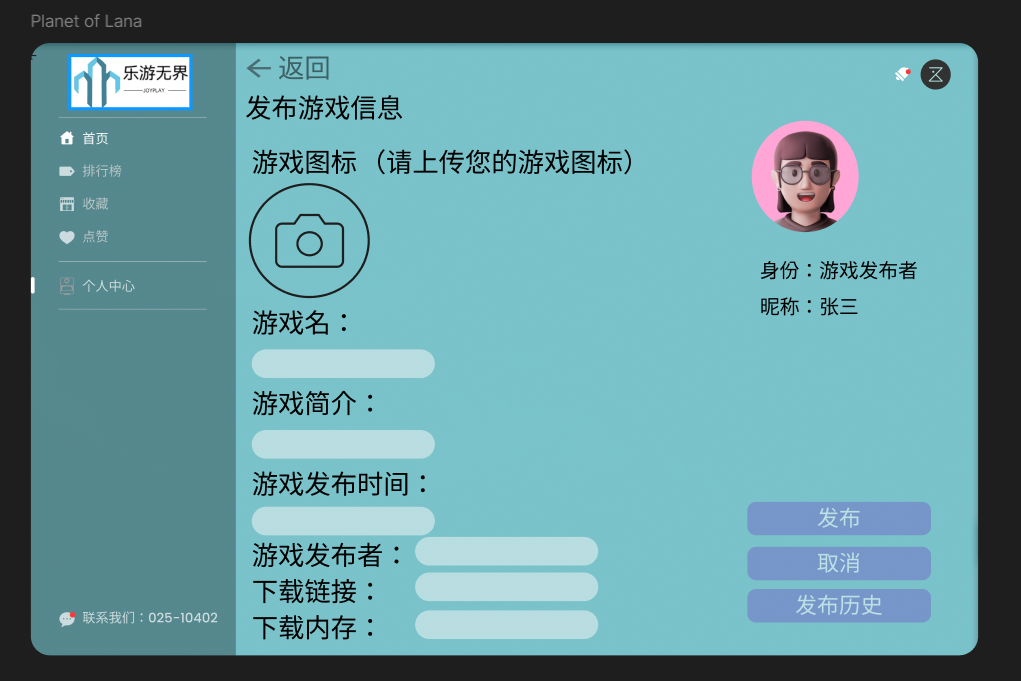 Planet of Lana
乐游无界
JOYPLAY
首页
排行榜
收藏
点赞
个人中心
联系我们：025-10402
返回
发布游戏信息
游戏图标（请上传您的游戏图标）
游戏名：
游戏简介：
游戏发布时间：
游戏发布者：
下载链接：
下载内存：
身份：游戏发布者
昵称：张三
发布
取消
发布历史